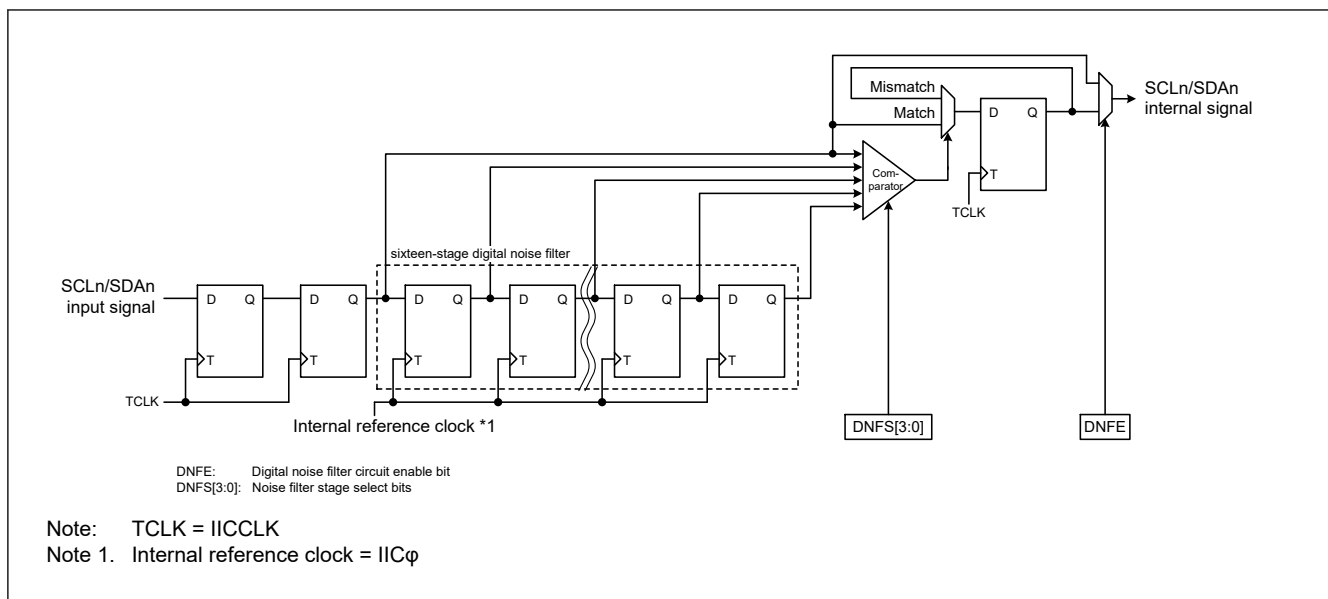 Mismatch
Match
SCLn/SDAn
internal signal
D Q
T
TCLK
Com-
parator
sixteen-stage digital noise filter
SCLn/SDAn
input signal
D Q
D Q
D Q
D Q
D Q
D Q
T
T
T
T
T
T
TCLK
Internal reference clock *1
DNFS[3:0]
DNFE
DNFE: Digital noise filter circuit enable bit
DNFS[3:0]: Noise filter stage select bits
Note: TCLK = IICCLK
Note 1. Internal reference clock = IICφ